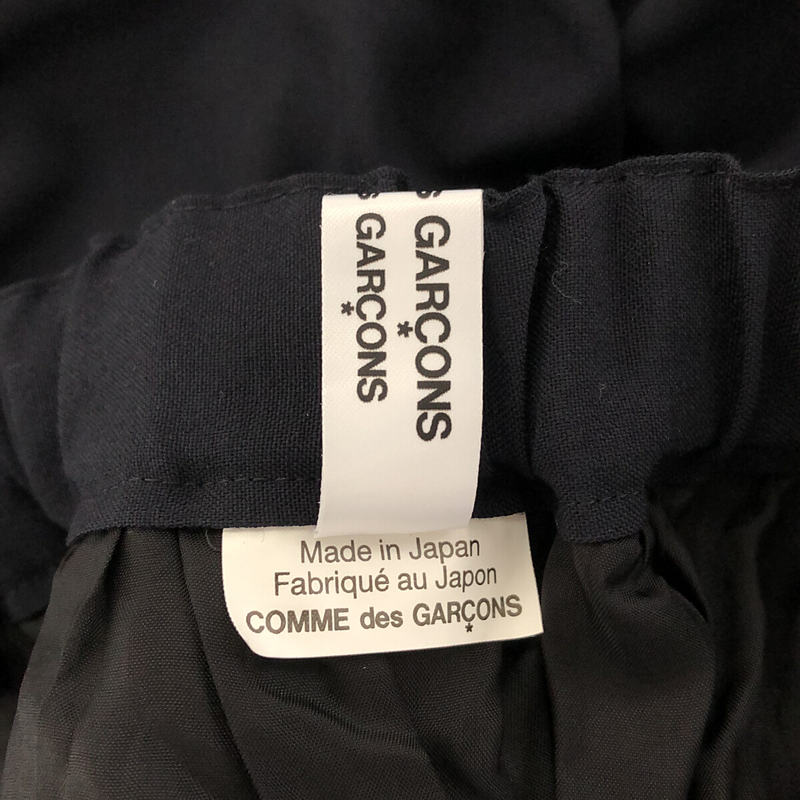 GARÇONS
GARÇONS
Made in Japan
Fabriqué au Japon
COMME des GARÇONS